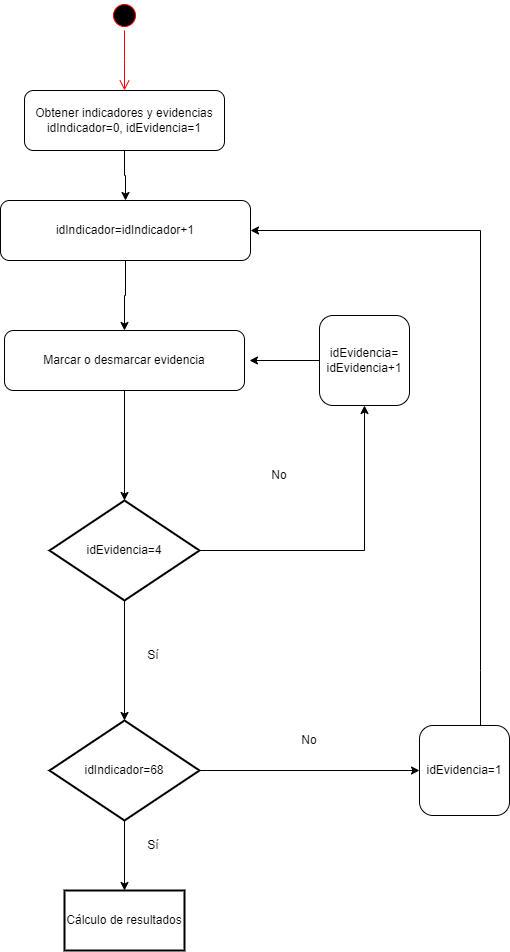 Obtener indicadores y evidencias
idIndicador=0, idEvidencia=1
idIndicador=idIndicador+1
Marcar o desmarcar evidencia
idEvidencia=
idEvidencia+1
No
idEvidencia=4
Sí
No
idIndicador=68
idEvidencia=1
Sí
Cálculo de resultados